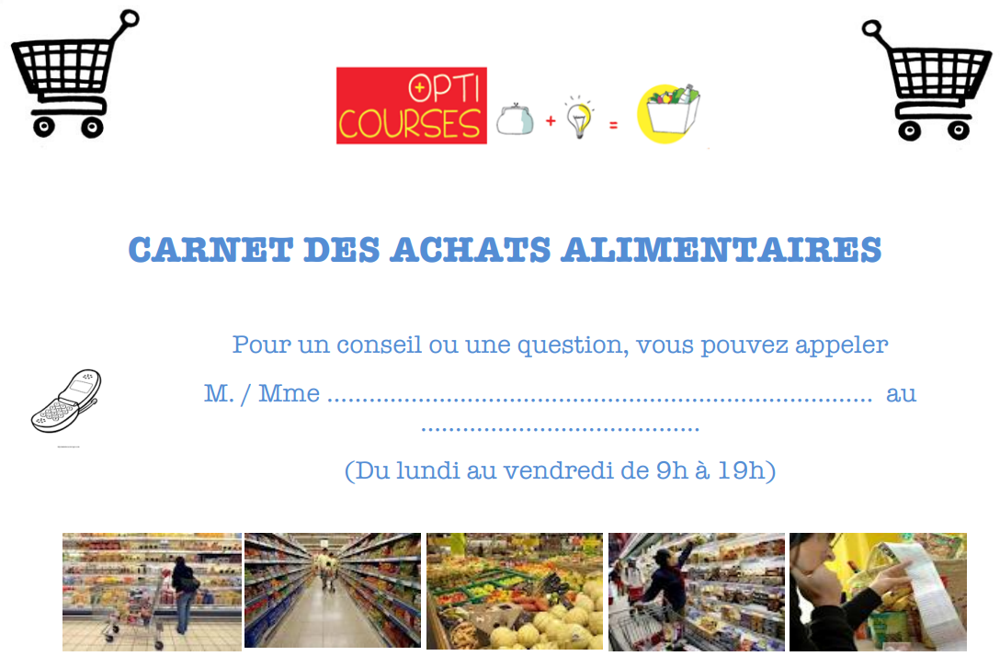 OPTI
COURSES
CARNET DES ACHATS ALIMENTAIRES
Pour un conseil ou une question, vous pouvez appeler
M. / Mme .............................................................................. au
........................................
(Du lundi au vendredi de 9h à 19h)